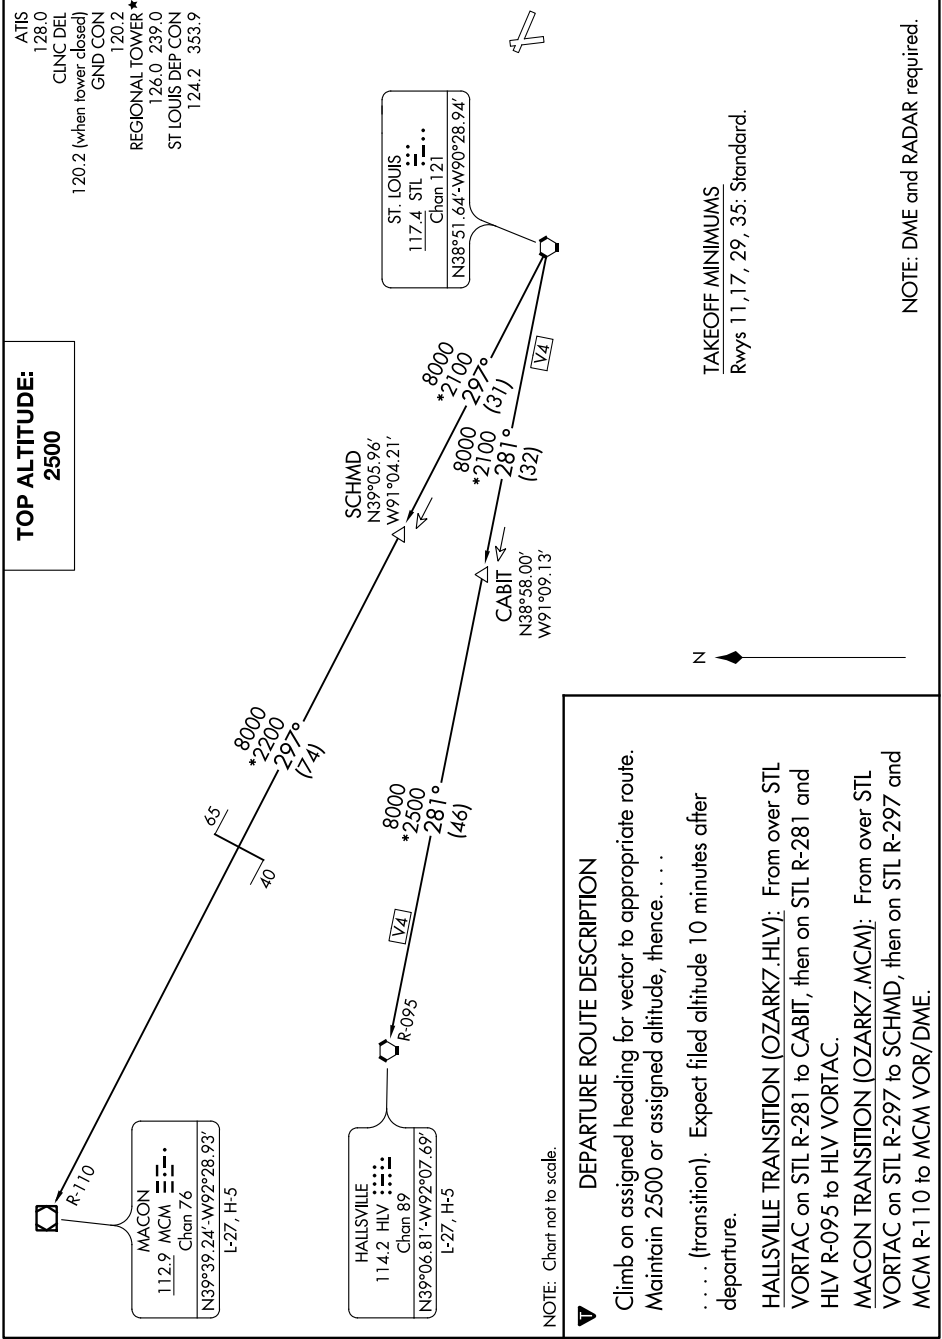 ATIS
128.0
CLNC DEL
120.2 (when tower closed)
GND CON
120.2
REGIONAL TOWER★
126.0 239.0
ST LOUIS DEP CON
124.2 353.9
TOP ALTITUDE:
2500
MACON
112.9 MCM
Chan 76
N39°39.24'-W92°28.93'
L-27, H-5
R-110
65
40
8000
*2200
297°
(74)
SCHMD
N39°05.96'
W91°04.21'
8000
*2100
297°
(31)
ST. LOUIS
117.4 STL
Chan 121
N38°51.64'-W90°28.94'
HALLSVILLE
114.2 HLV
Chan 89
N39°06.81'-W92°07.69'
L-27, H-5
R-095
V4
8000
*2500
281°
(46)
CABIT
N38°58.00'
W91°09.13'
8000
*2100
281°
(32)
V4
NOTE: Chart not to scale.
N
TAKEOFF MINIMUMS
Rwys 11,17, 29, 35: Standard.
NOTE: DME and RADAR required.
T
DEPARTURE ROUTE DESCRIPTION
Climb on assigned heading for vector to appropriate route.
Maintain 2500 or assigned altitude, thence. . . .
. . . . (transition). Expect filed altitude 10 minutes after
departure.
HALLSVILLE TRANSITION (OZARK7.HLV): From over STL
VORTAC on STL R-281 to CABIT, then on STL R-281 and
HLV R-095 to HLV VORTAC.
MACON TRANSITION (OZARK7.MCM): From over STL
VORTAC on STL R-297 to SCHMD, then on STL R-297 and
MCM R-110 to MCM VOR/DME.